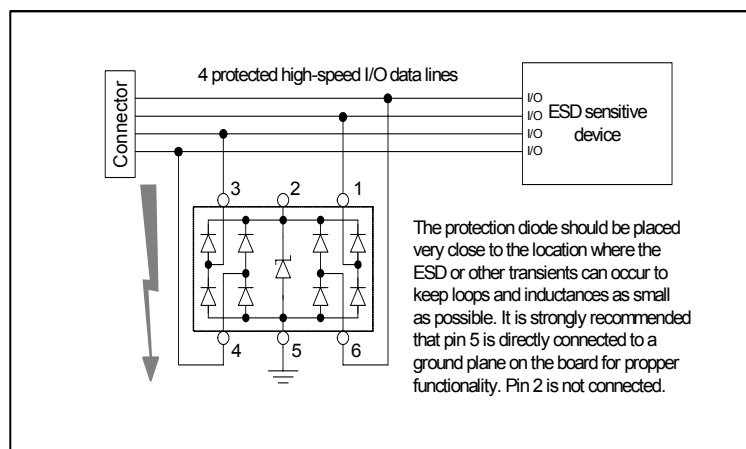 4 protected high-speed I/O data lines
Connector
I/O
I/O
I/O
I/O
ESD sensitive
device
3
2
1
4
5
6
The protection diode should be placed
very close to the location where the
ESD or other transients can occur to
keep loops and inductances as small
as possible. It is strongly recommended
that pin 5 is directly connected to a
ground plane on the board for propper
functionality. Pin 2 is not connected.